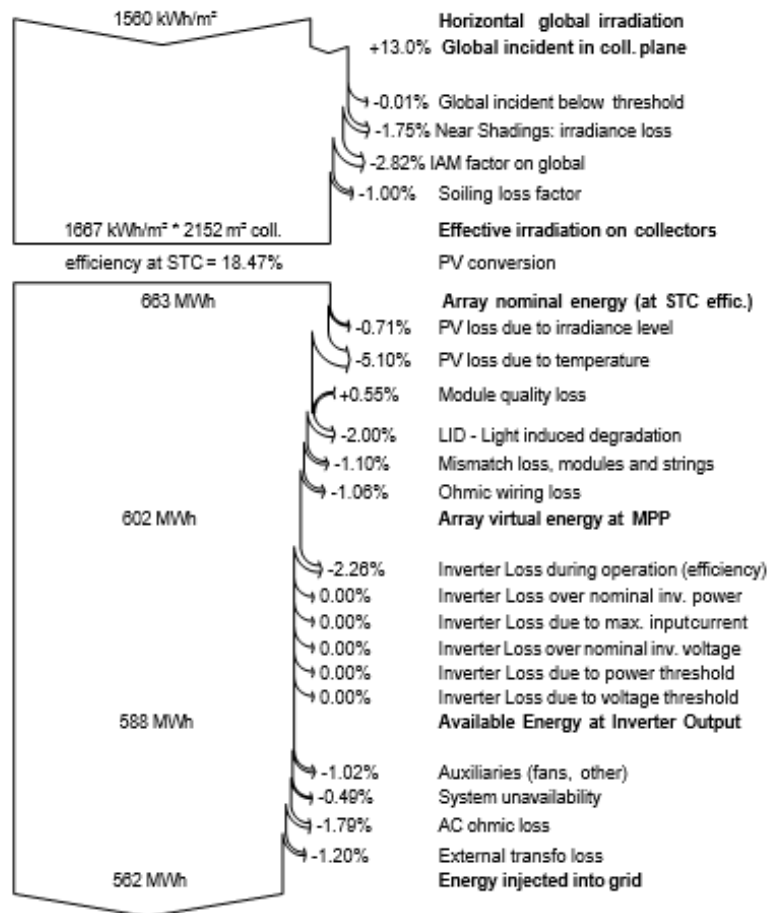 1560 kWh/m² Horizontal global irradiation
+13.0% Global incident in coll. plane
-0.01% Global incident below threshold
-1.75% Near Shadings: irradiance loss
-2.82% IAM factor on global
-1.00% Soiling loss factor
1667 kWh/m² * 2152 m² coll. Effective irradiation on collectors
efficiency at STC = 18.47% PV conversion
663 MWh Array nominal energy (at STC effic.)
-0.71% PV loss due to irradiance level
-5.10% PV loss due to temperature
+0.55% Module quality loss
-2.00% LID - Light induced degradation
-1.10% Mismatch loss, modules and strings
-1.06% Ohmic wiring loss
602 MWh Array virtual energy at MPP
-2.26% Inverter Loss during operation (efficiency)
0.00% Inverter Loss over nominal inv. power
0.00% Inverter Loss due to max. inputcurrent
0.00% Inverter Loss over nominal inv. voltage
0.00% Inverter Loss due to power threshold
0.00% Inverter Loss due to voltage threshold
588 MWh Available Energy at Inverter Output
-1.02% Auxiliaries (fans, other)
-0.49% System unavailability
-1.79% AC ohmic loss
-1.20% External transfo loss
562 MWh Energy injected into grid